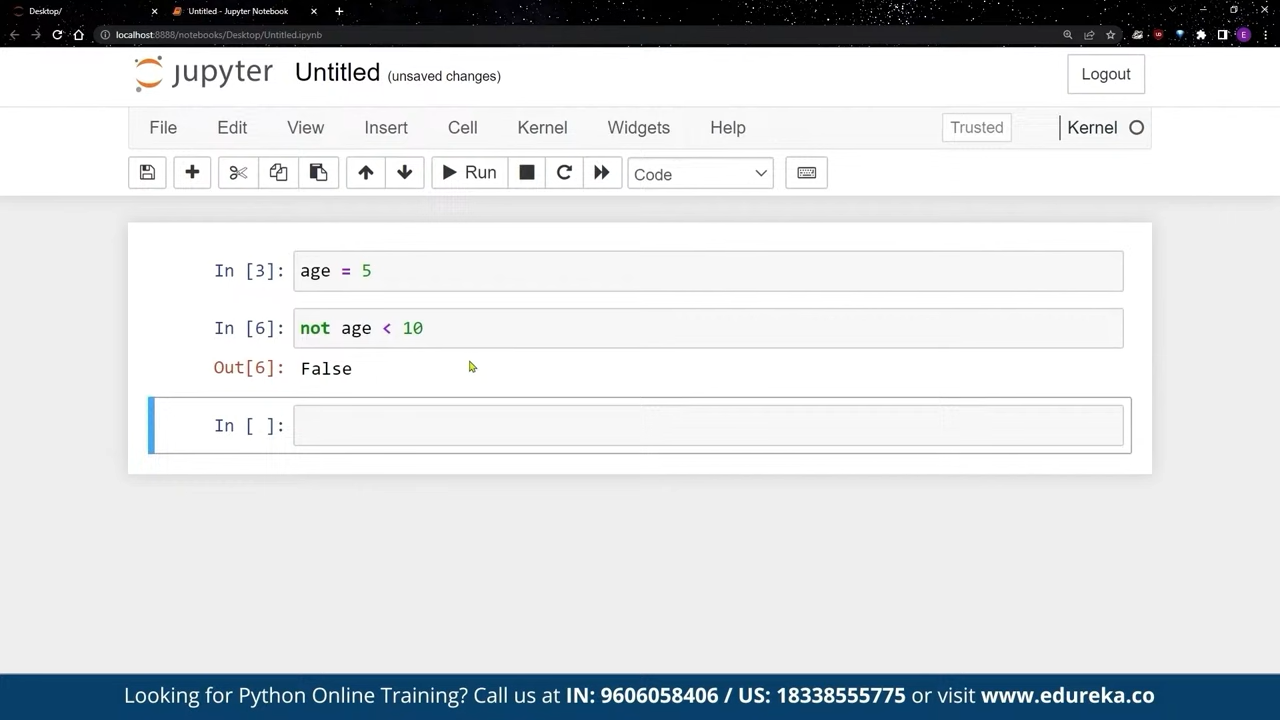 Desktop/
Untitled - Jupyter Notebook
localhost:8888/notebooks/Desktop/Untitled.ipynb
E
jupyter Untitled (unsaved changes)
Logout
File Edit View Insert Cell Kernel Widgets Help
Trusted
Kernel
Run
Code
In [3]: age = 5
In [6]: not age < 10
Out[6]: False
In [ ]:
Looking for Python Online Training? Call us at IN: 9606058406 / US: 18338555775 or visit www.edureka.co